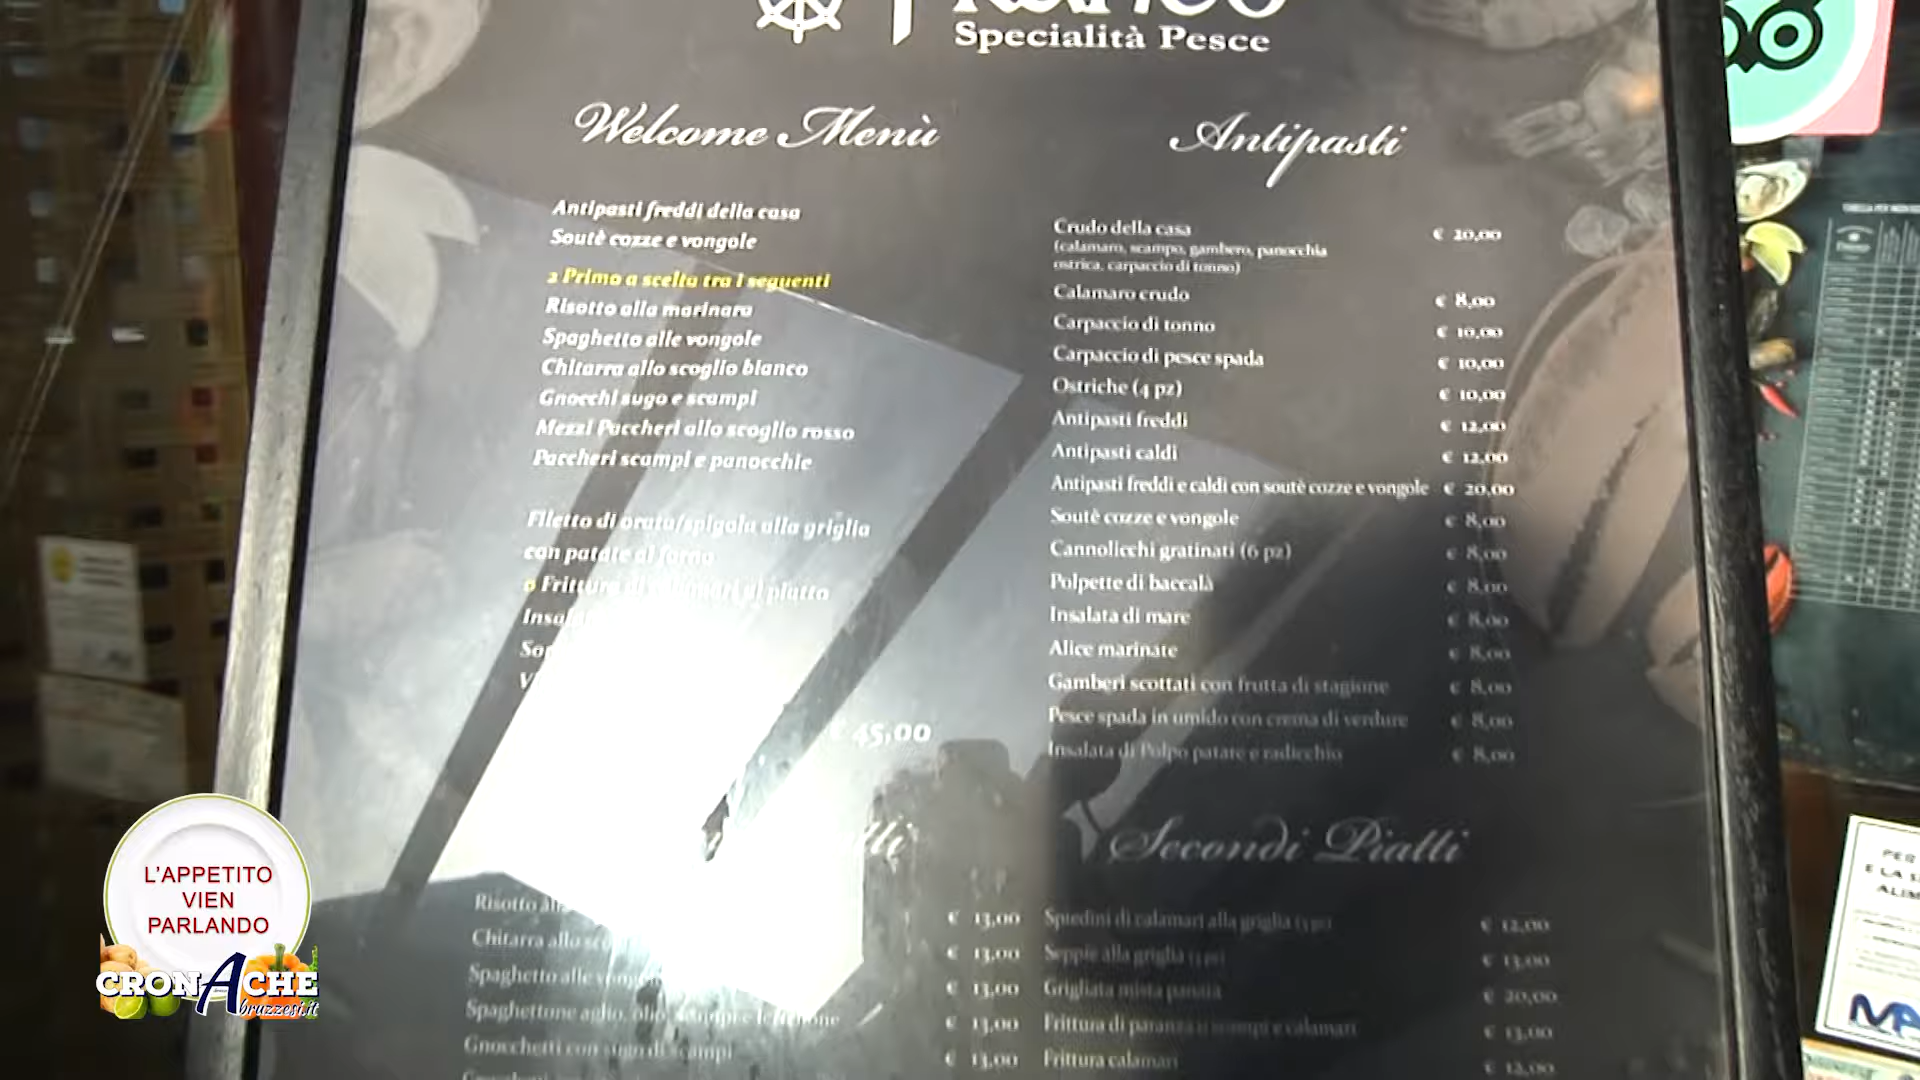 Specialità Pesce
Welcome Menù
Antipasti freddi della casa
Soutè cozze e vongole
2 Primo a scelta tra i seguenti
Risotto alla marinara
Spaghetto alle vongole
Chitarra allo scoglio bianco
Gnocchi sugo e scampi
Mezzi Paccheri allo scoglio rosso
Paccheri scampi e panocchie
Filetto di orata/spigola alla griglia
con patate al forno
o Frittura di calamari al piatto
€ 45,00
Antipasti
Crudo della casa € 20,00
(calamaro, scampo, gambero, panocchia
ostrica, carpaccio di tonno)
Calamaro crudo € 8,00
Carpaccio di tonno € 10,00
Carpaccio di pesce spada € 10,00
Ostriche (4 pz) € 10,00
Antipasti freddi € 12,00
Antipasti caldi € 12,00
Antipasti freddi e caldi con soutè cozze e vongole € 20,00
Soutè cozze e vongole € 8,00
Cannolicchi gratinati (6 pz) € 8,00
Polpette di baccalà € 8,00
Insalata di mare € 8,00
Alice marinate € 8,00
Gamberi scottati con frutta di stagione € 8,00
Pesce spada in umido con crema di verdure € 8,00
Insalata di Polpo patate e radicchio € 8,00
Risotto € 13,00
Chitarra allo € 13,00
Spaghetto alle € 13,00
Spaghettone aglio, olio, € 13,00
Gnocchetti con sugo di scampi € 13,00
Secondi Piatti
Spiedini di calamari alla griglia € 12,00
Seppie alla griglia € 13,00
Grigliata mista € 20,00
Frittura di paranza scampi e calamari € 13,00
Frittura calamari € 12,00
PER
E LA
L'APPETITO
VIEN
PARLANDO
CRONACHE
Abruzzesi.it